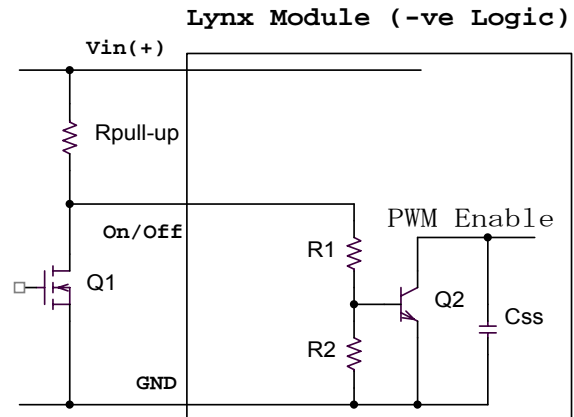 Lynx Module (-ve Logic)
Vin(+)
Rpull-up
On/Off
PWM Enable
R1
Q1
Q2
Css
R2
GND